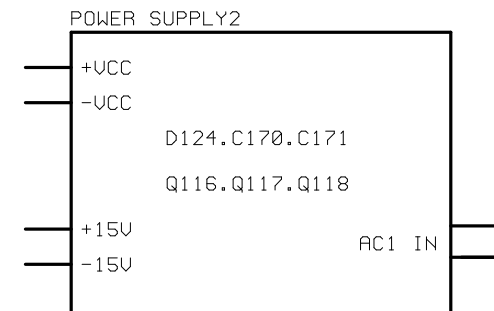 POWER SUPPLY2
+VCC
-VCC
D124.C170.C171
Q116.Q117.Q118
+15V
AC1 IN
-15V